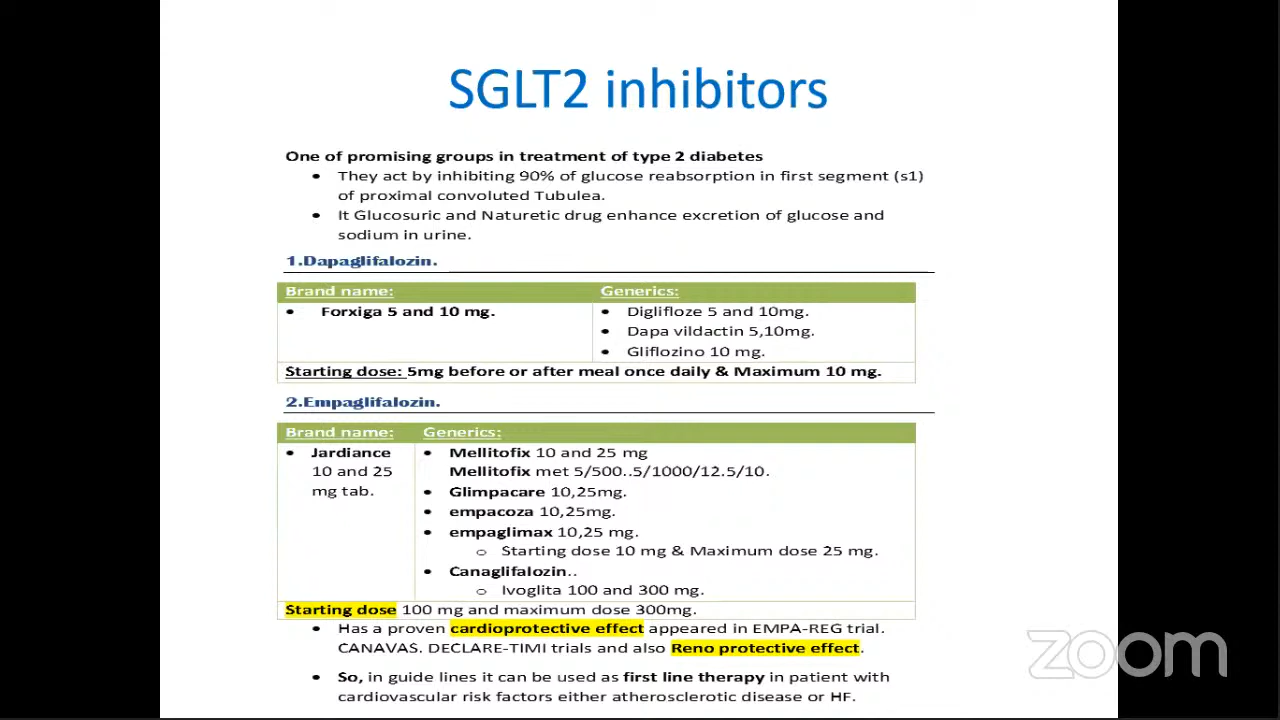 SGLT2 inhibitors
One of promising groups in treatment of type 2 diabetes
• They act by inhibiting 90% of glucose reabsorption in first segment (s1)
of proximal convoluted Tubulea.
• It Glucosuric and Naturetic drug enhance excretion of glucose and
sodium in urine.
1.Dapaglifalozin.
Brand name: Generics:
• Forxiga 5 and 10 mg.
• Diglifloze 5 and 10mg.
• Dapa vildactin 5,10mg.
• Gliflozino 10 mg.
Starting dose: 5mg before or after meal once daily & Maximum 10 mg.
2.Empaglifalozin.
Brand name: Generics:
• Jardiance
10 and 25
mg tab.
• Mellitofix 10 and 25 mg
Mellitofix met 5/500..5/1000/12.5/10.
• Glimpacare 10,25mg.
• empacoza 10,25mg.
• empaglimax 10,25 mg.
o Starting dose 10 mg & Maximum dose 25 mg.
• Canaglifalozin..
o Ivoglita 100 and 300 mg.
Starting dose 100 mg and maximum dose 300mg.
• Has a proven cardioprotective effect appeared in EMPA-REG trial.
CANAVAS. DECLARE-TIMI trials and also Reno protective effect.
• So, in guide lines it can be used as first line therapy in patient with
cardiovascular risk factors either atherosclerotic disease or HF.
zoom